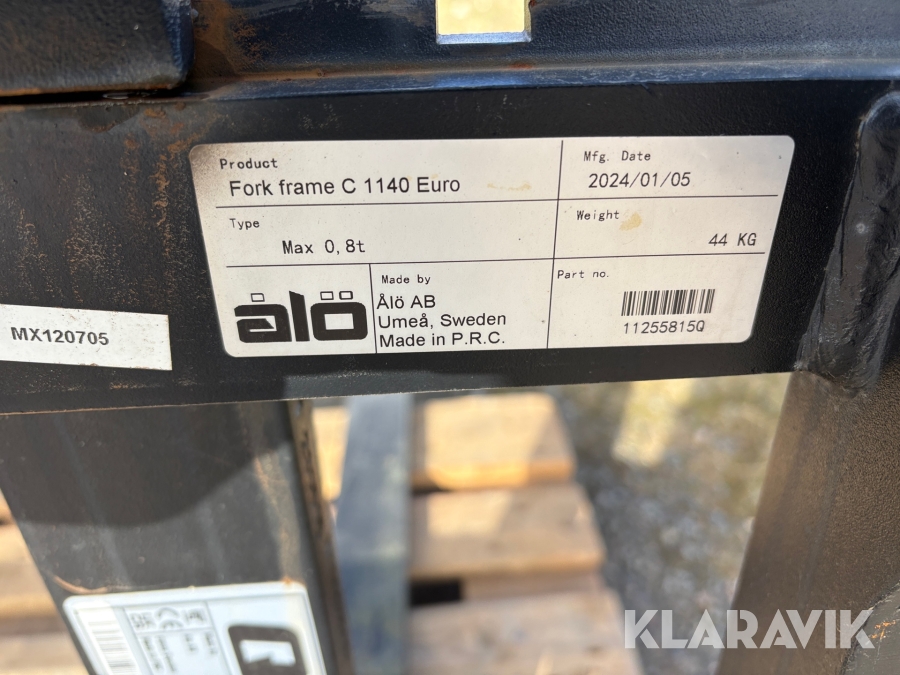 Product
Fork frame C 1140 Euro
Mfg. Date
2024/01/05
Type
Max 0,8t
Weight
44 KG
ålö
Made by
Ålö AB
Umeå, Sweden
Made in P.R.C.
Part no.
11255815Q
MX120705
KLARAVIK